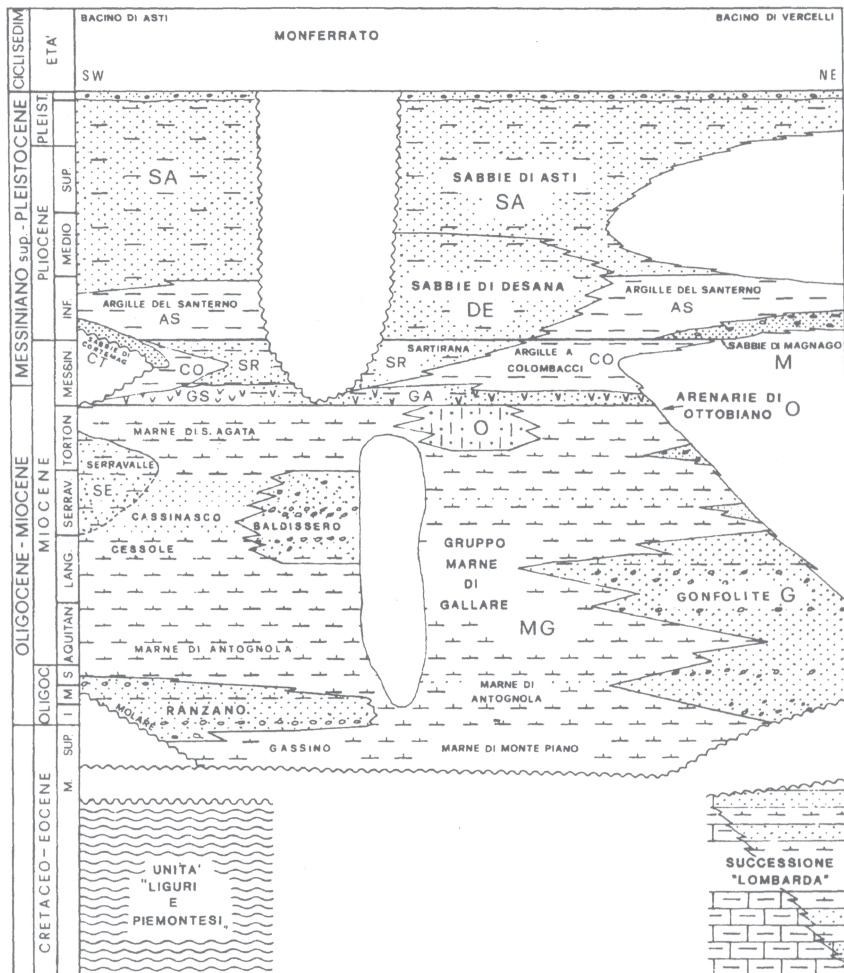 BACINO DI ASTI
BACINO DI VERCELLI
MONFERRATO
CICLI SEDIM
ETA'
SW
NE
MESSINIANO sup. - PLEISTOCENE
OLIGOCENE - MIOCENE
CRETACEO - EOCENE
PLEIST.
PLIOCENE
SUP.
MEDIO
INF.
MIOCENE
MESSIN
TORTON
SERRAV.
LANG.
AQUITAN
OLIGOC
S
M
I
SUP.
M.
SA
SABBIE DI ASTI
SA
SABBIE DI DESANA
DE
ARGILLE DEL SANTERNO
AS
ARGILLE DEL SANTERNO
AS
SABBIE DI
CORTEMAG
CT
CO
SR
SARTIRANA
SR
ARGILLE A
COLOMBACCI
CO
SABBIE DI MAGNAGO
M
GS
GA
ARENARIE DI
OTTOBIANO O
MARNE DI S. AGATA
O
SERRAVALLE
SE
CASSINASCO
BALDISSERO
CESSOLE
GRUPPO
MARNE
DI
GALLARE
MG
GONFOLITE G
MARNE DI ANTOGNOLA
MARNE DI
ANTOGNOLA
MOLARE
RANZANO
GASSINO
MARNE DI MONTE PIANO
UNITA'
"LIGURI
E
PIEMONTESI„
SUCCESSIONE
"LOMBARDA"